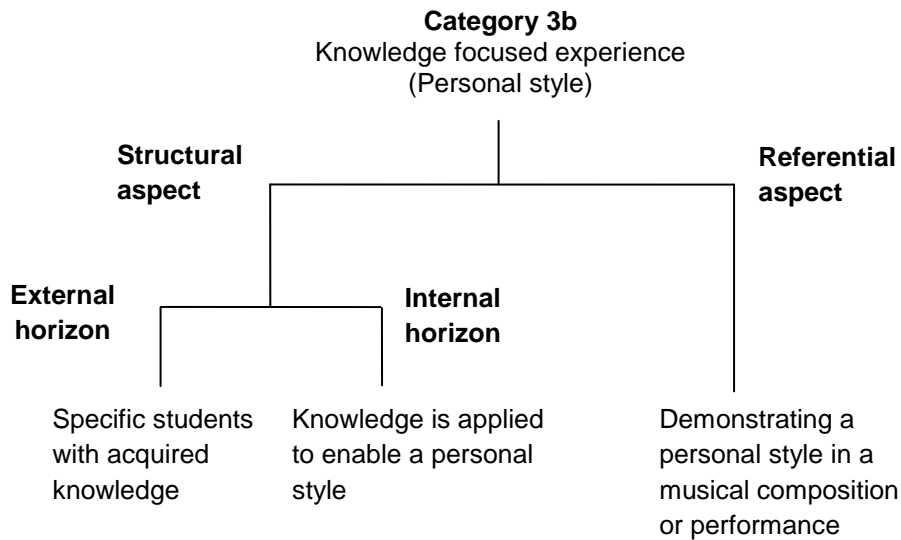 Category 3b
Knowledge focused experience
(Personal style)
Structural
aspect
Referential
aspect
External
horizon
Internal
horizon
Specific students
with acquired
knowledge
Knowledge is applied
to enable a personal
style
Demonstrating a
personal style in a
musical composition
or performance